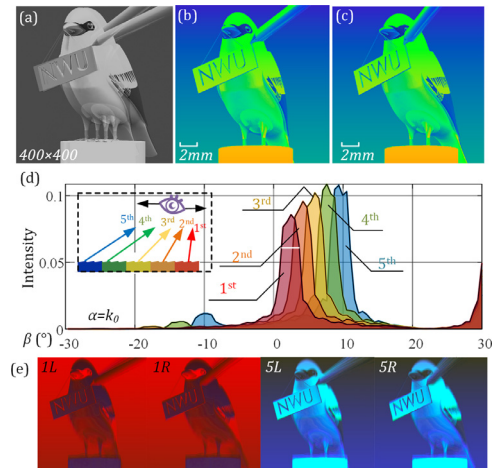 (a)
NWU
400×400
(b)
NWU
2mm
(c)
NWU
2mm
(d)
0.1
0.05
0
Intensity
5th
4th
3rd
2nd
1st
α=k0
3rd
4th
2nd
5th
1st
β (°)
-30
-20
-10
0
10
20
30
(e)
1L
NWU
1R
NWU
5L
NWU
5R
NWU